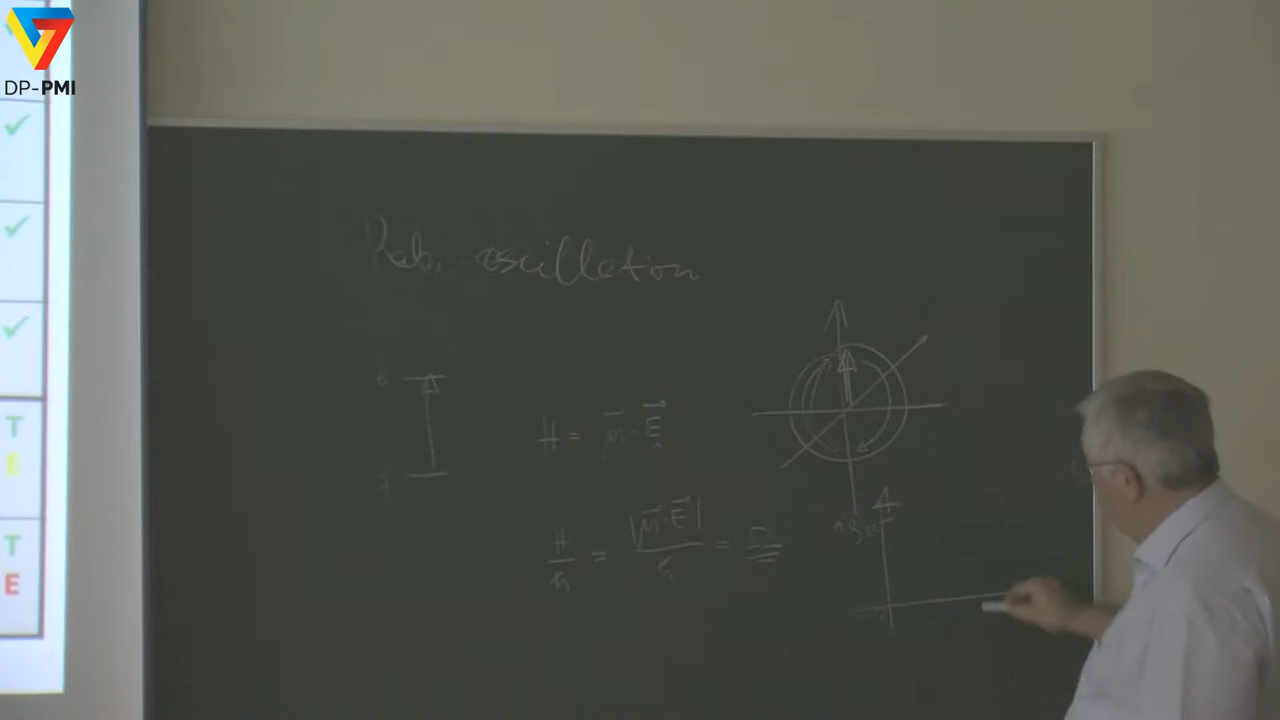 DP-PMI
T
E
T
E
Rabi oscillation
e
H = μ⃗·E⃗
H/ħ = |μ⃗·E⃗|/ħ = Ω